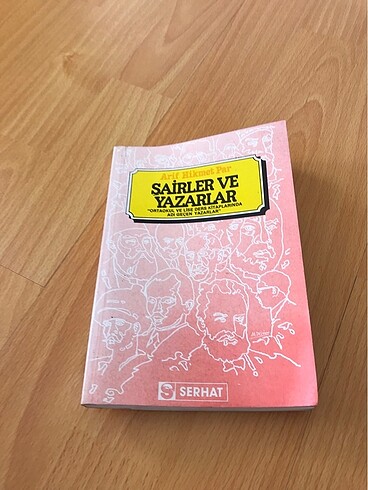 Arif Hikmet Par
ŞAİRLER VE
YAZARLAR
"ORTAOKUL VE LİSE DERS KİTAPLARINDA
ADI GEÇEN YAZARLAR"
S SERHAT